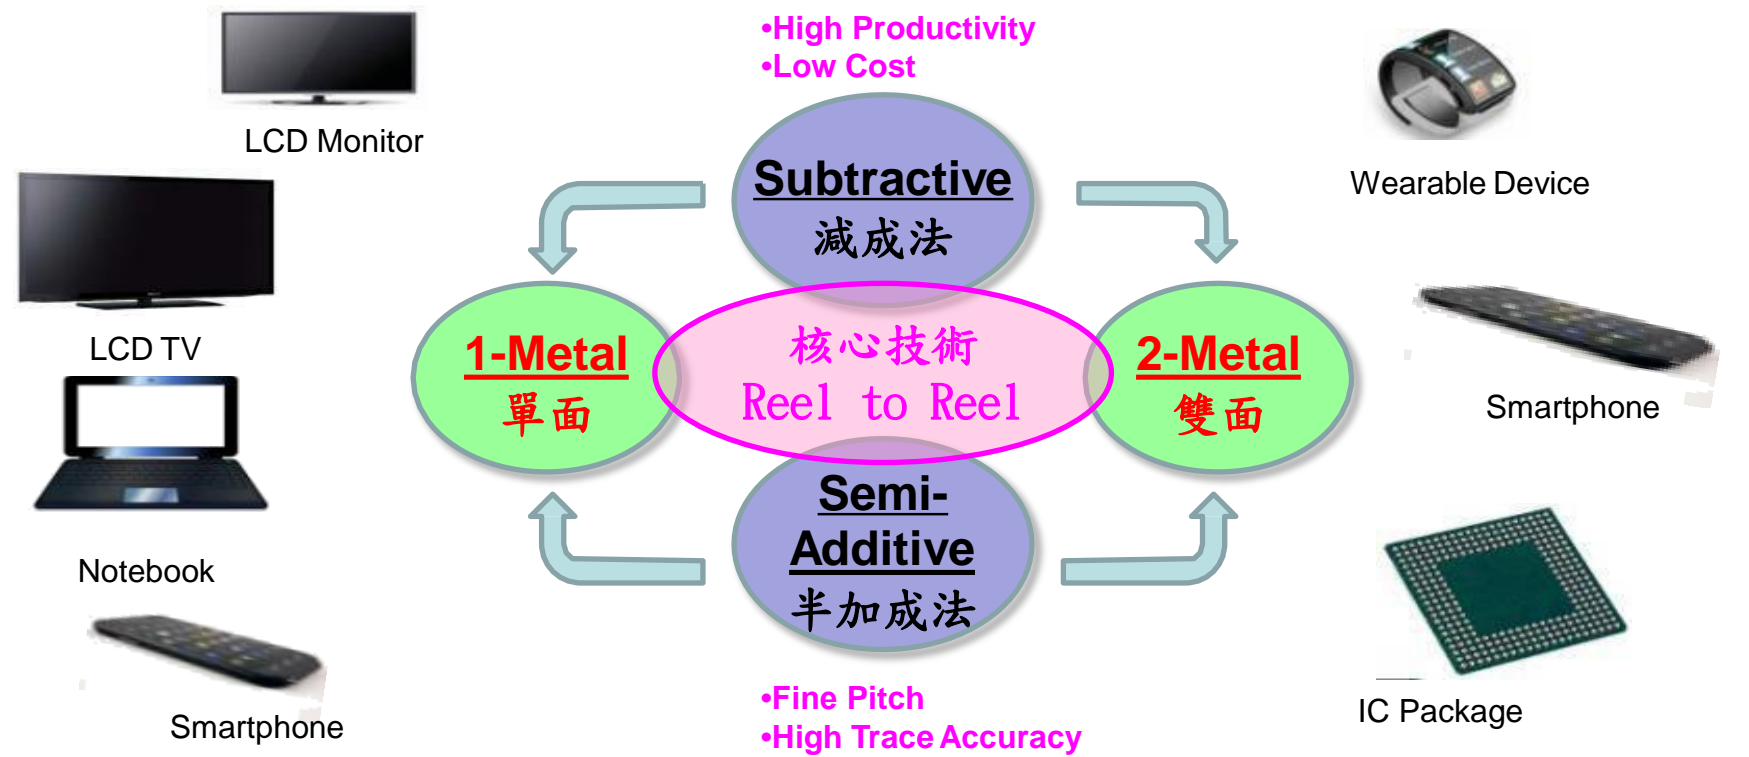 •High Productivity
•Low Cost
LCD Monitor
LCD TV
Notebook
Smartphone
Subtractive
減成法
1-Metal
單面
核心技術
Reel to Reel
2-Metal
雙面
Semi-
Additive
半加成法
•Fine Pitch
•High Trace Accuracy
Wearable Device
Smartphone
IC Package